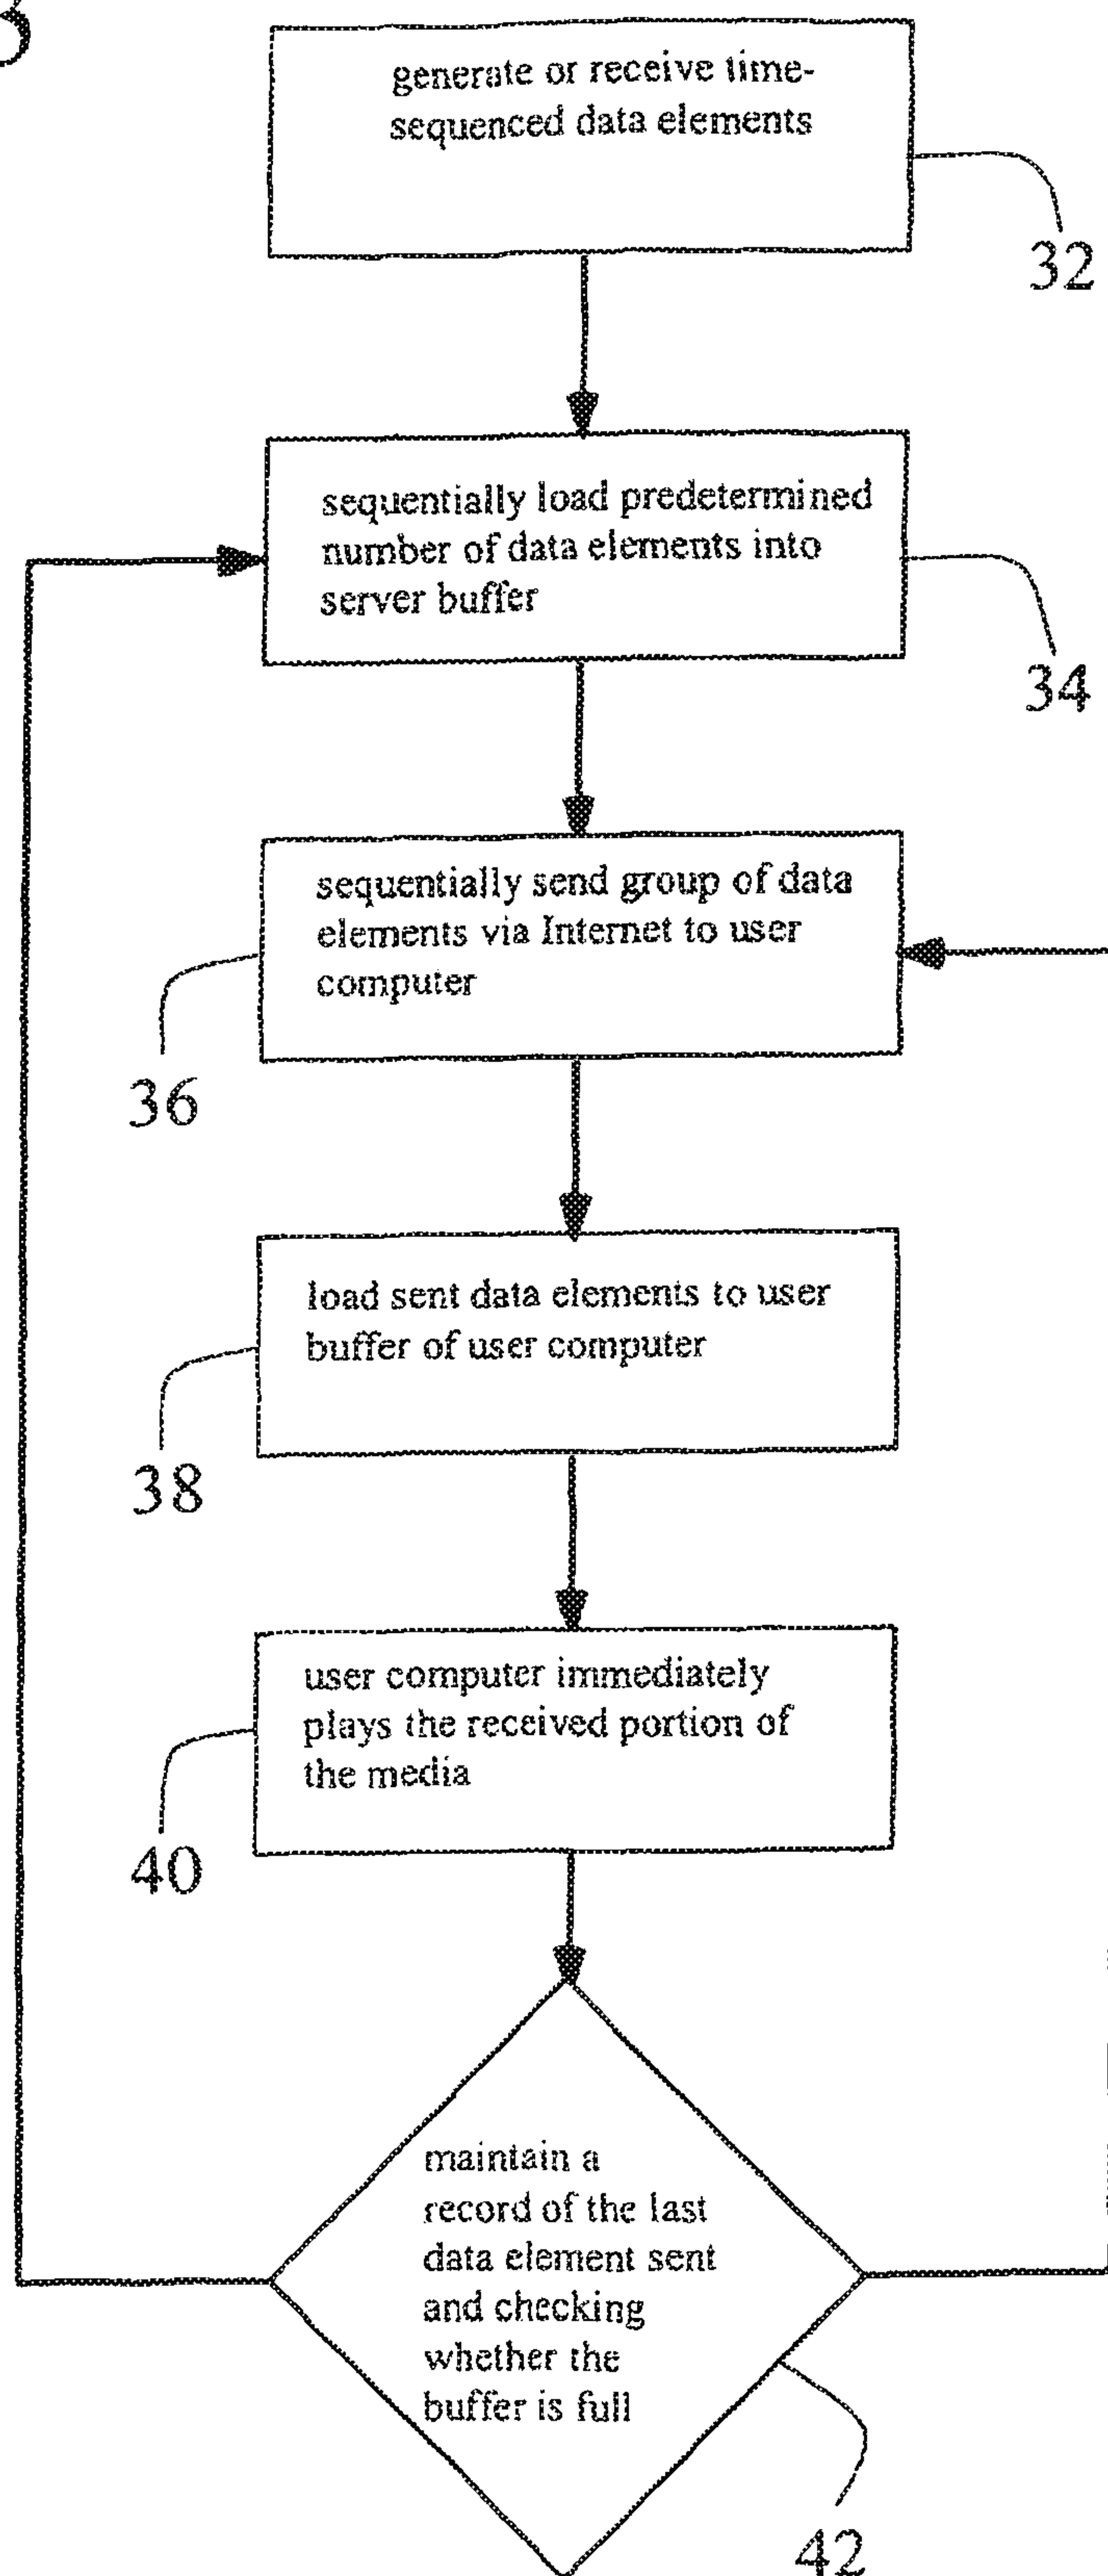 3
generate or receive time-
sequenced data elements
32
sequentially load predetermined
number of data elements into
server buffer
34
sequentially send group of data
elements via Internet to user
computer
36
load sent data elements to user
buffer of user computer
38
user computer immediately
plays the received portion of
the media
40
maintain a
record of the last
data element sent
and checking
whether the
buffer is full
42